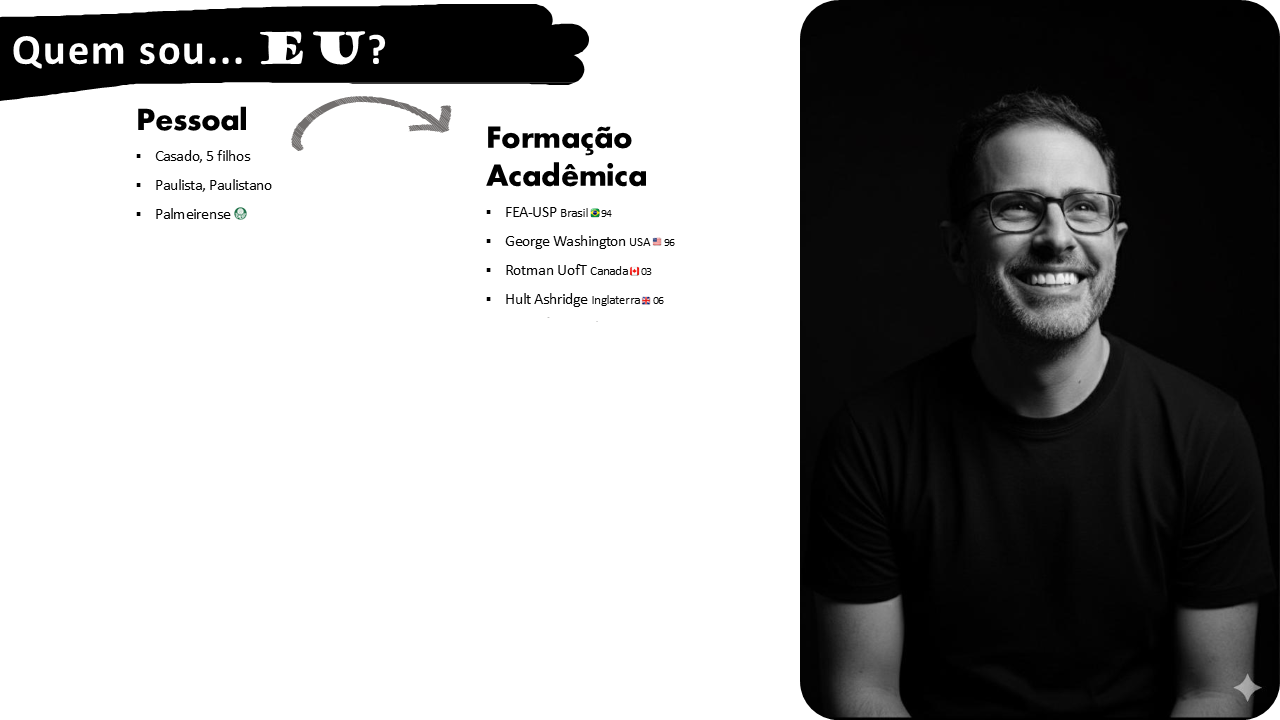 Quem sou... EU?
Pessoal
▪ Casado, 5 filhos
▪ Paulista, Paulistano
▪ Palmeirense
Formação
Acadêmica
▪ FEA-USP Brasil 🇧🇷 94
▪ George Washington USA 🇺🇸 96
▪ Rotman UofT Canada 🇨🇦 03
▪ Hult Ashridge Inglaterra 🇬🇧 06